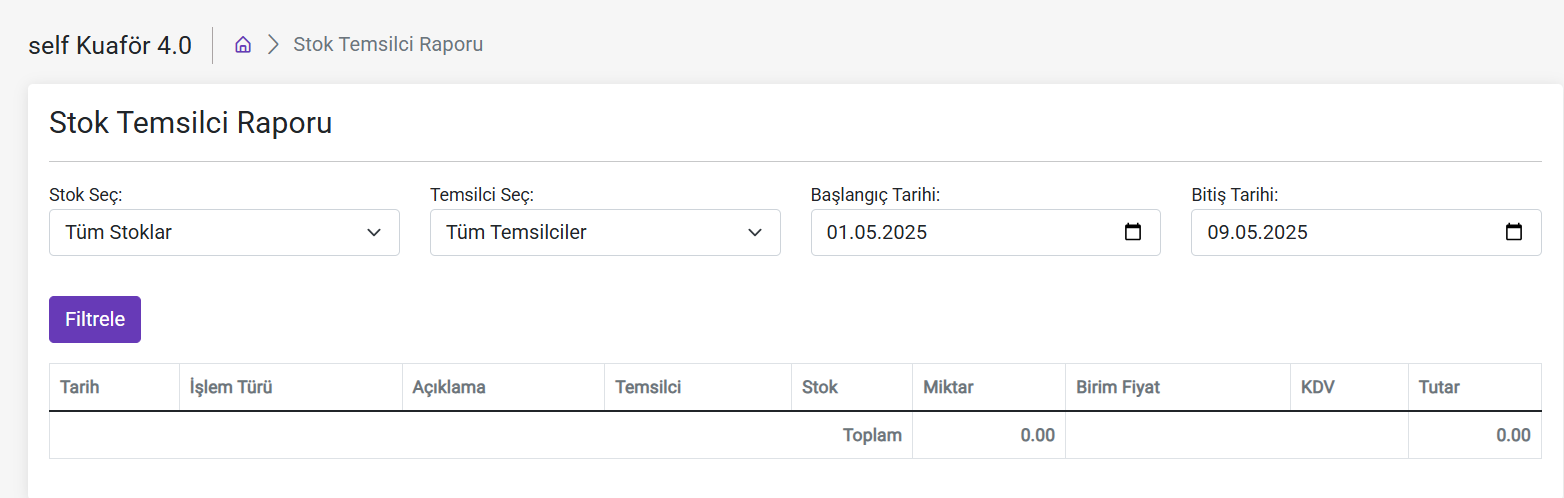 self Kuaför 4.0 Stok Temsilci Raporu
Stok Temsilci Raporu
Stok Seç: Temsilci Seç: Başlangıç Tarihi: Bitiş Tarihi:
Tüm Stoklar Tüm Temsilciler 01.05.2025 09.05.2025
Filtrele
Tarih İşlem Türü Açıklama Temsilci Stok Miktar Birim Fiyat KDV Tutar
Toplam 0.00 0.00